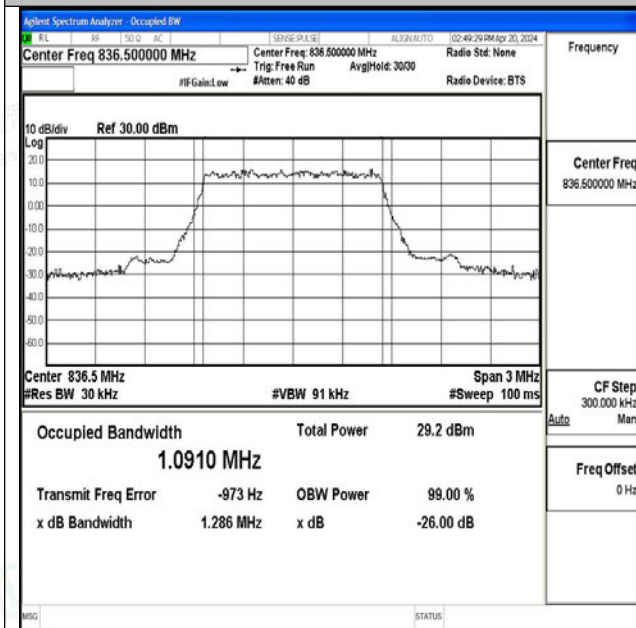 Agilent Spectrum Analyzer - Occupied BW
RL RF 50 Ω AC SENSE:PULSE ALIGNAUTO 02:49:29 PM Apr 20, 2024
Center Freq 836.500000 MHz
Center Freq: 836.500000 MHz
Radio Std: None
Trig: Free Run Avg|Hold: 30/30
#IFGain:Low
#Atten: 40 dB
Radio Device: BTS
10 dB/div Ref 30.00 dBm
Log
20.0
10.0
0.00
-10.0
-20.0
-30.0
-40.0
-50.0
-60.0
Center 836.5 MHz
Span 3 MHz
#Res BW 30 kHz
#VBW 91 kHz
#Sweep 100 ms
Occupied Bandwidth
Total Power 29.2 dBm
1.0910 MHz
Transmit Freq Error -973 Hz
OBW Power 99.00 %
x dB Bandwidth 1.286 MHz
x dB -26.00 dB
MSG
STATUS
Frequency
Center Freq
836.500000 MHz
CF Step
300.000 kHz
Auto Man
Freq Offset
0 Hz